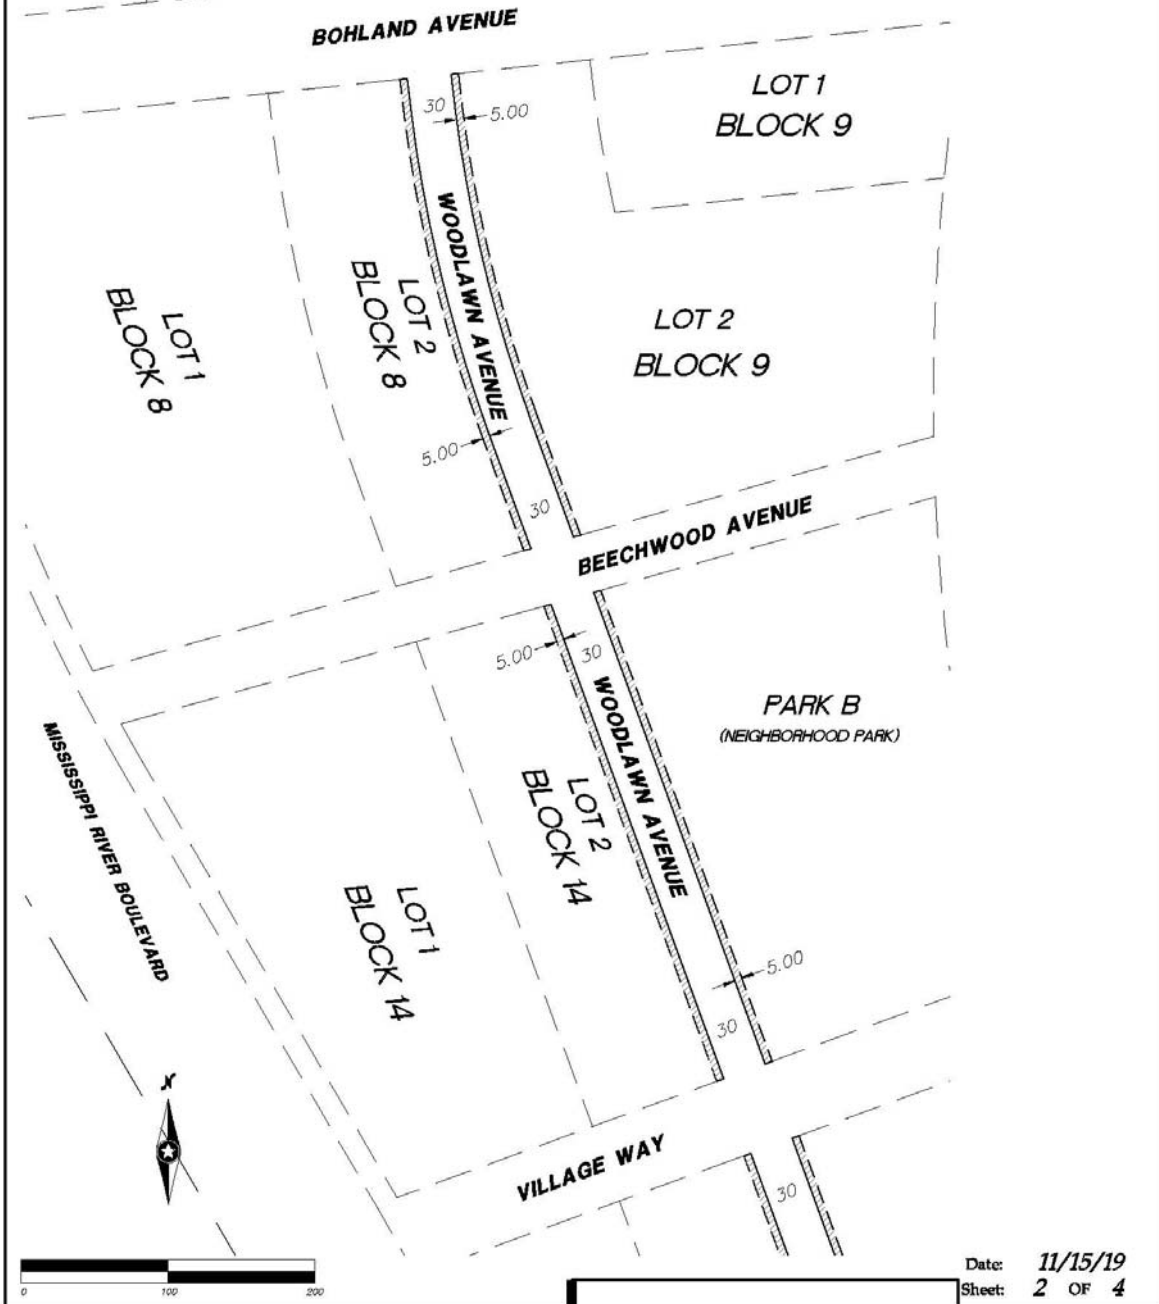 BOHLAND AVENUE
LOT 1
BLOCK 9
30
5.00
WOODLAWN AVENUE
LOT 1
BLOCK 8
LOT 2
BLOCK 8
LOT 2
BLOCK 9
5.00
30
BEECHWOOD AVENUE
5.00
30
WOODLAWN AVENUE
PARK B
(NEIGHBORHOOD PARK)
MISSISSIPPI RIVER BOULEVARD
LOT 2
BLOCK 14
LOT 1
BLOCK 14
5.00
30
N
VILLAGE WAY
30
0 100 200
Date: 11/15/19
Sheet: 2 OF 4